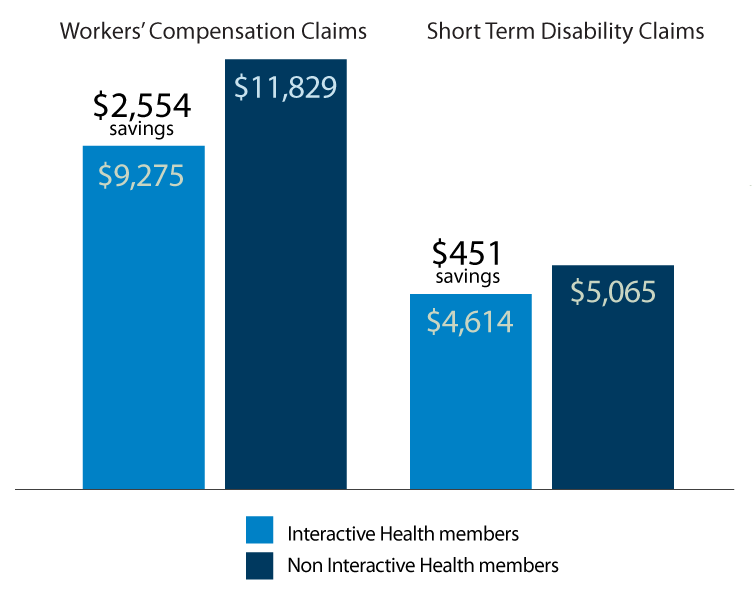 Workers’ Compensation Claims
Short Term Disability Claims
$2,554
savings
$9,275
$11,829
$451
savings
$4,614
$5,065
Interactive Health members
Non Interactive Health members